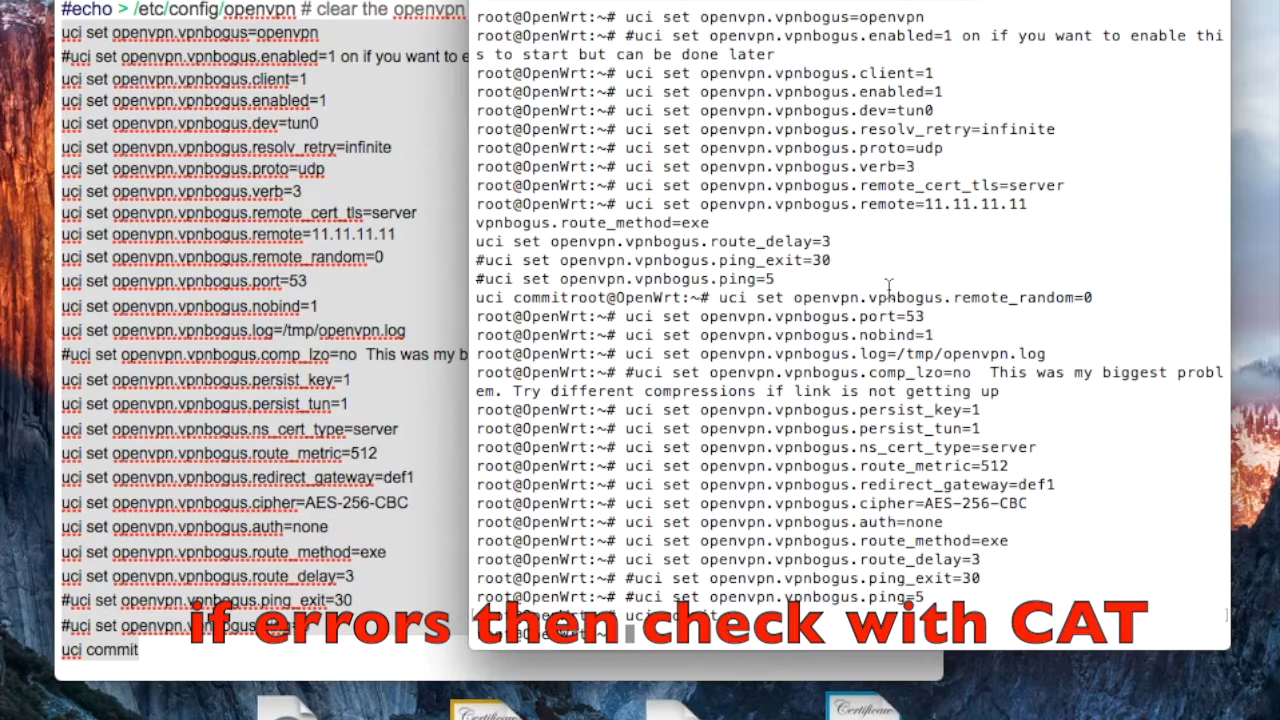 #echo > /etc/config/openvpn # clear the openvpn
uci set openvpn.vpnbogus=openvpn
#uci set openvpn.vpnbogus.enabled=1 on if you want to e
uci set openvpn.vpnbogus.client=1
uci set openvpn.vpnbogus.enabled=1
uci set openvpn.vpnbogus.dev=tun0
uci set openvpn.vpnbogus.resolv_retry=infinite
uci set openvpn.vpnbogus.proto=udp
uci set openvpn.vpnbogus.verb=3
uci set openvpn.vpnbogus.remote_cert_tls=server
uci set openvpn.vpnbogus.remote=11.11.11.11
uci set openvpn.vpnbogus.remote_random=0
uci set openvpn.vpnbogus.port=53
uci set openvpn.vpnbogus.nobind=1
uci set openvpn.vpnbogus.log=/tmp/openvpn.log
#uci set openvpn.vpnbogus.comp_lzo=no  This was my b
uci set openvpn.vpnbogus.persist_key=1
uci set openvpn.vpnbogus.persist_tun=1
uci set openvpn.vpnbogus.ns_cert_type=server
uci set openvpn.vpnbogus.route_metric=512
uci set openvpn.vpnbogus.redirect_gateway=def1
uci set openvpn.vpnbogus.cipher=AES-256-CBC
uci set openvpn.vpnbogus.auth=none
uci set openvpn.vpnbogus.route_method=exe
uci set openvpn.vpnbogus.route_delay=3
#uci set openvpn.vpnbogus.ping_exit=30
#uci set openvpn.vpnbogus
uci commit
root@OpenWrt:~# uci set openvpn.vpnbogus=openvpn
root@OpenWrt:~# #uci set openvpn.vpnbogus.enabled=1 on if you want to enable thi
s to start but can be done later
root@OpenWrt:~# uci set openvpn.vpnbogus.client=1
root@OpenWrt:~# uci set openvpn.vpnbogus.enabled=1
root@OpenWrt:~# uci set openvpn.vpnbogus.dev=tun0
root@OpenWrt:~# uci set openvpn.vpnbogus.resolv_retry=infinite
root@OpenWrt:~# uci set openvpn.vpnbogus.proto=udp
root@OpenWrt:~# uci set openvpn.vpnbogus.verb=3
root@OpenWrt:~# uci set openvpn.vpnbogus.remote_cert_tls=server
root@OpenWrt:~# uci set openvpn.vpnbogus.remote=11.11.11.11
vpnbogus.route_method=exe
uci set openvpn.vpnbogus.route_delay=3
#uci set openvpn.vpnbogus.ping_exit=30
#uci set openvpn.vpnbogus.ping=5
uci commitroot@OpenWrt:~# uci set openvpn.vpnbogus.remote_random=0
root@OpenWrt:~# uci set openvpn.vpnbogus.port=53
root@OpenWrt:~# uci set openvpn.vpnbogus.nobind=1
root@OpenWrt:~# uci set openvpn.vpnbogus.log=/tmp/openvpn.log
root@OpenWrt:~# #uci set openvpn.vpnbogus.comp_lzo=no  This was my biggest probl
em. Try different compressions if link is not getting up
root@OpenWrt:~# uci set openvpn.vpnbogus.persist_key=1
root@OpenWrt:~# uci set openvpn.vpnbogus.persist_tun=1
root@OpenWrt:~# uci set openvpn.vpnbogus.ns_cert_type=server
root@OpenWrt:~# uci set openvpn.vpnbogus.route_metric=512
root@OpenWrt:~# uci set openvpn.vpnbogus.redirect_gateway=def1
root@OpenWrt:~# uci set openvpn.vpnbogus.cipher=AES-256-CBC
root@OpenWrt:~# uci set openvpn.vpnbogus.auth=none
root@OpenWrt:~# uci set openvpn.vpnbogus.route_method=exe
root@OpenWrt:~# uci set openvpn.vpnbogus.route_delay=3
root@OpenWrt:~# #uci set openvpn.vpnbogus.ping_exit=30
root@OpenWrt:~# #uci set openvpn.vpnbogus.ping=5
if errors then check with CAT
Certificate
Certificate